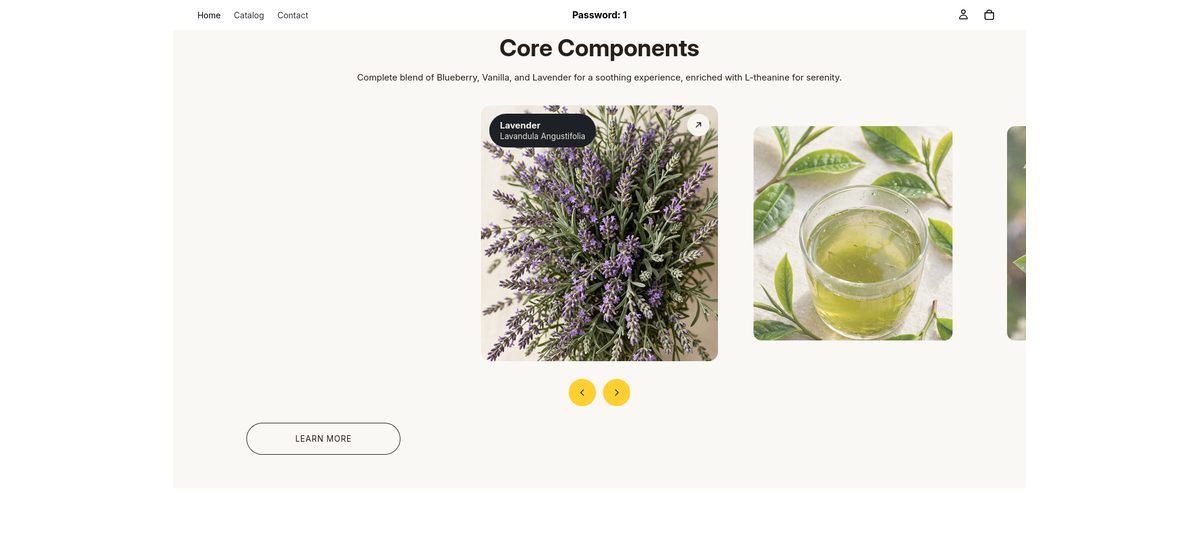 Home
Catalog
Contact
Password: 1
Core Components
Complete blend of Blueberry, Vanilla, and Lavender for a soothing experience, enriched with L-theanine for serenity.
Lavender
Lavandula Angustifolia
LEARN MORE